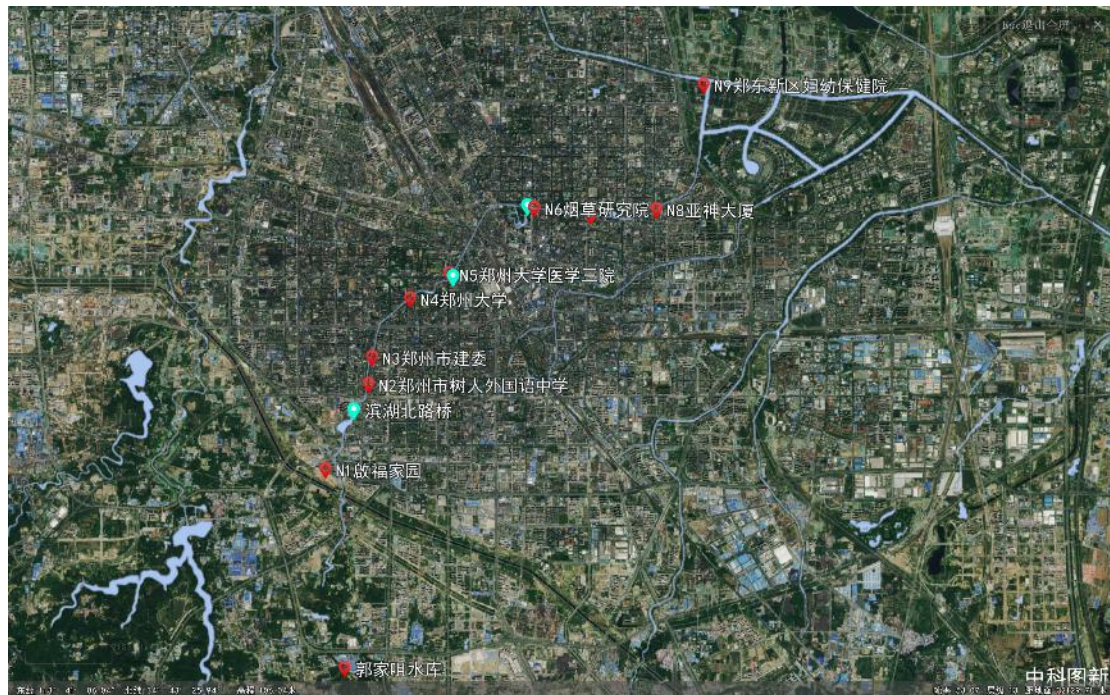 N9郑东新区妇幼保健院
N6烟草研究院
N8亚神大厦
N5郑州大学医学三院
N4郑州大学
N3郑州市建委
N2郑州市树人外国语中学
滨湖北路桥
N1啟福家园
郭家咀水库
中科图新